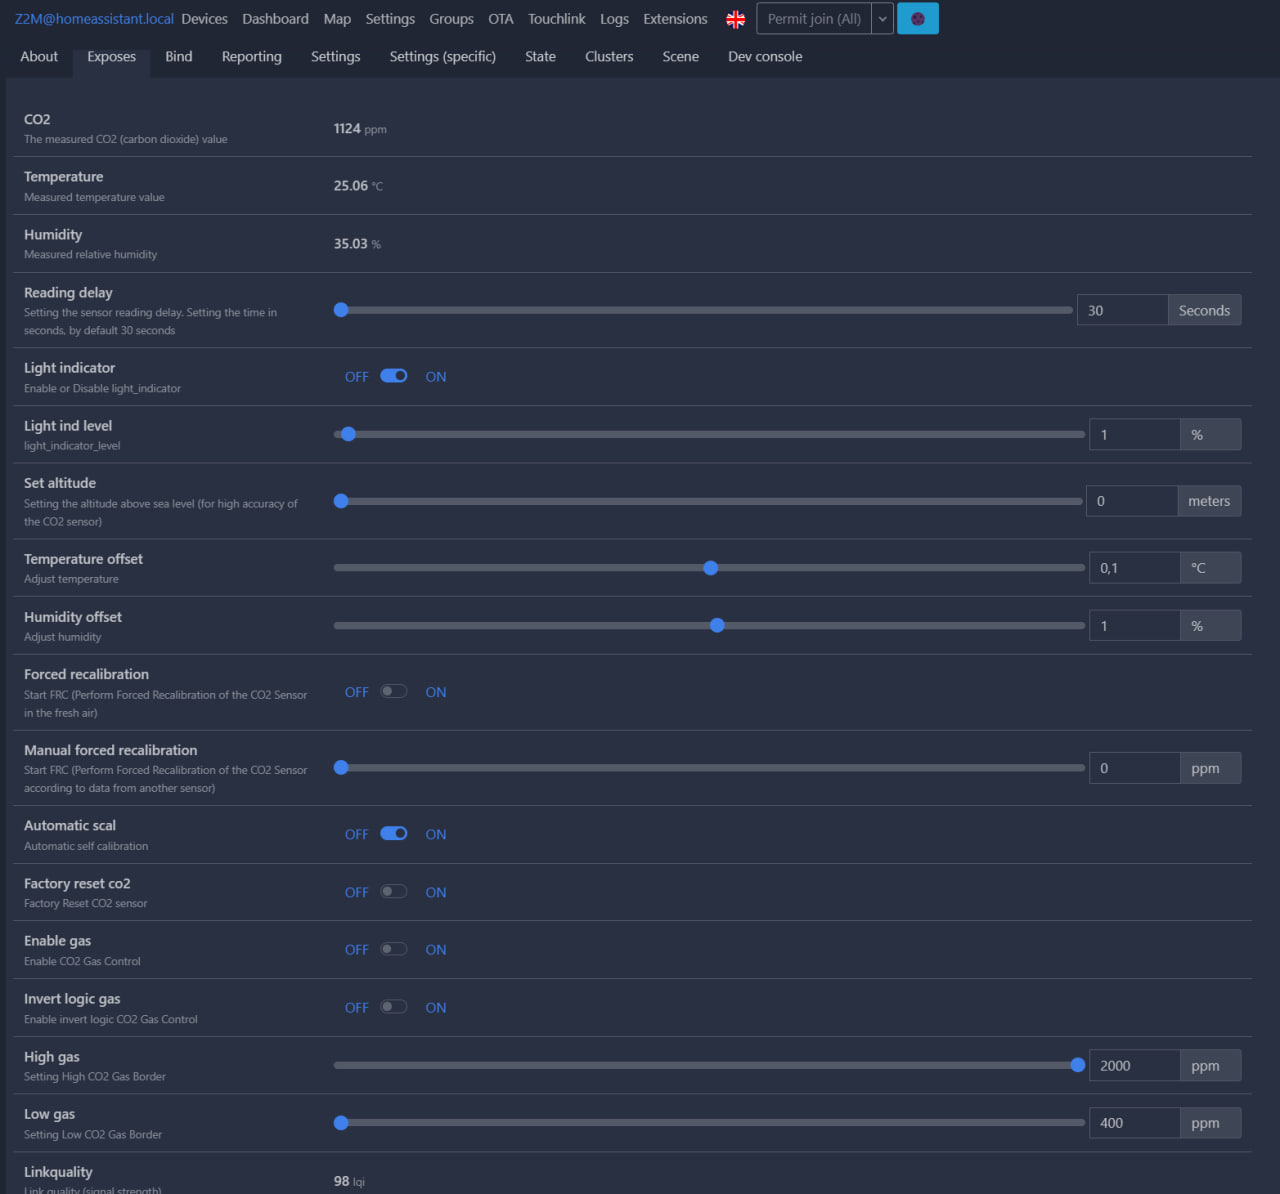 Z2M@homeassistant.local Devices Dashboard Map Settings Groups OTA Touchlink Logs Extensions Permit join (All)
About Exposes Bind Reporting Settings Settings (specific) State Clusters Scene Dev console
CO2
The measured CO2 (carbon dioxide) value
1124 ppm
Temperature
Measured temperature value
25.06 °C
Humidity
Measured relative humidity
35.03 %
Reading delay
Setting the sensor reading delay. Setting the time in
seconds, by default 30 seconds
30 Seconds
Light indicator
Enable or Disable light_indicator
OFF ON
Light ind level
light_indicator_level
1 %
Set altitude
Setting the altitude above sea level (for high accuracy of
the CO2 sensor)
0 meters
Temperature offset
Adjust temperature
0,1 °C
Humidity offset
Adjust humidity
1 %
Forced recalibration
Start FRC (Perform Forced Recalibration of the CO2 Sensor
in the fresh air)
OFF ON
Manual forced recalibration
Start FRC (Perform Forced Recalibration of the CO2 Sensor
according to data from another sensor)
0 ppm
Automatic scal
Automatic self calibration
OFF ON
Factory reset co2
Factory Reset CO2 sensor
OFF ON
Enable gas
Enable CO2 Gas Control
OFF ON
Invert logic gas
Enable invert logic CO2 Gas Control
OFF ON
High gas
Setting High CO2 Gas Border
2000 ppm
Low gas
Setting Low CO2 Gas Border
400 ppm
Linkquality
Link quality (signal strength)
98 lqi